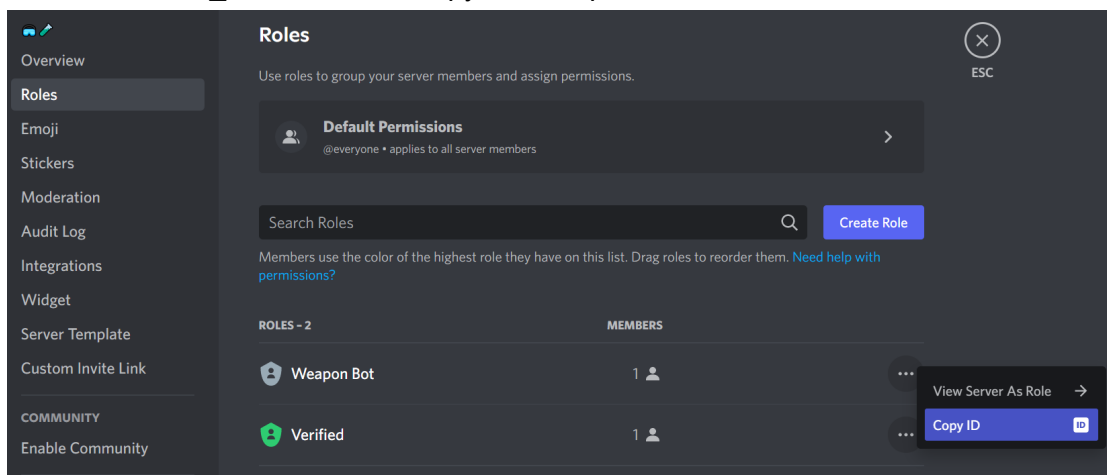 Overview
Roles
Emoji
Stickers
Moderation
Audit Log
Integrations
Widget
Server Template
Custom Invite Link
COMMUNITY
Enable Community
Roles
Use roles to group your server members and assign permissions.
Default Permissions
@everyone • applies to all server members
Search Roles
Create Role
Members use the color of the highest role they have on this list. Drag roles to reorder them. Need help with
permissions?
ROLES – 2 MEMBERS
Weapon Bot 1
Verified 1
View Server As Role
Copy ID ID
ESC